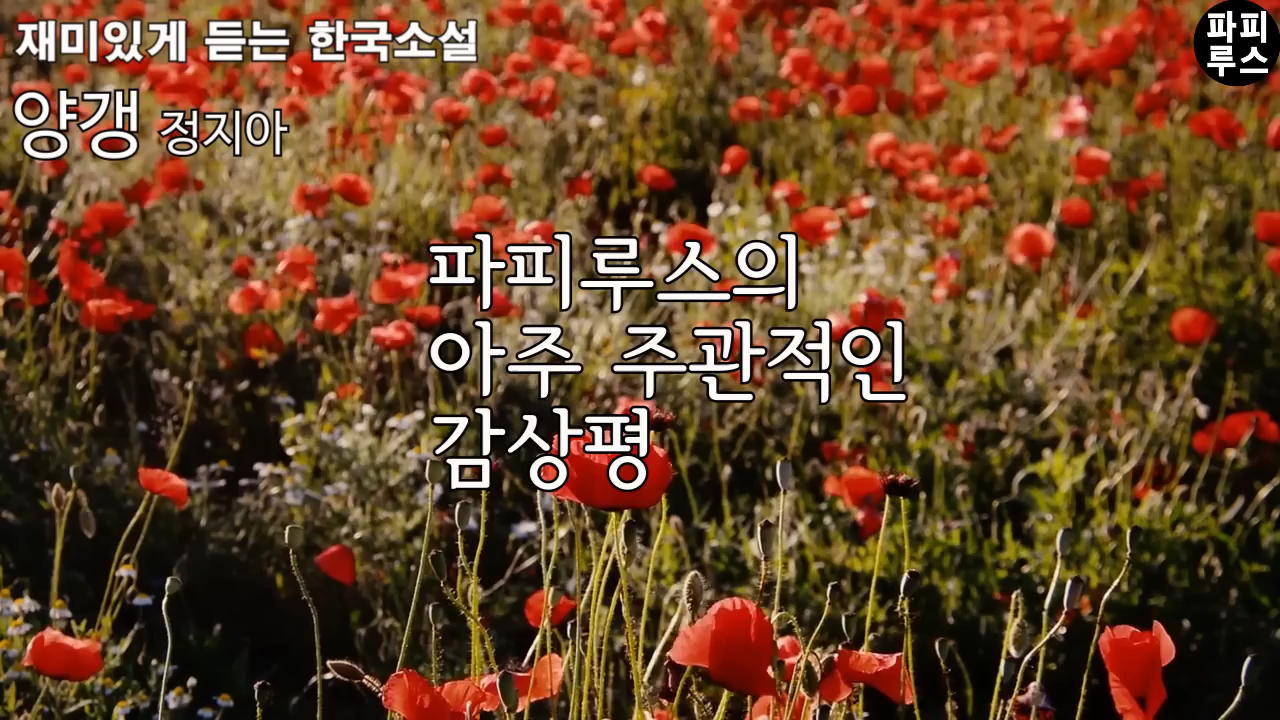 재미있게 듣는 한국소설
파피
루스
양갱 정지아
파피루스의
아주 주관적인
감상평